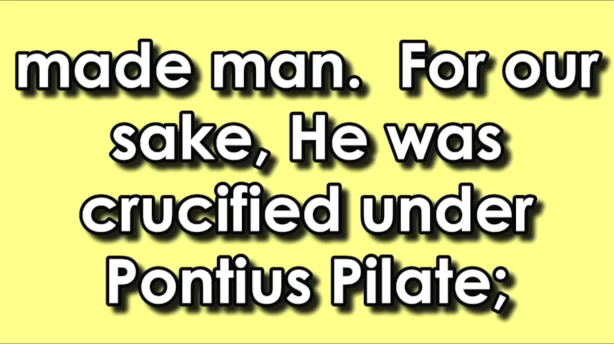 made man.  For our
sake, He was
crucified under
Pontius Pilate;